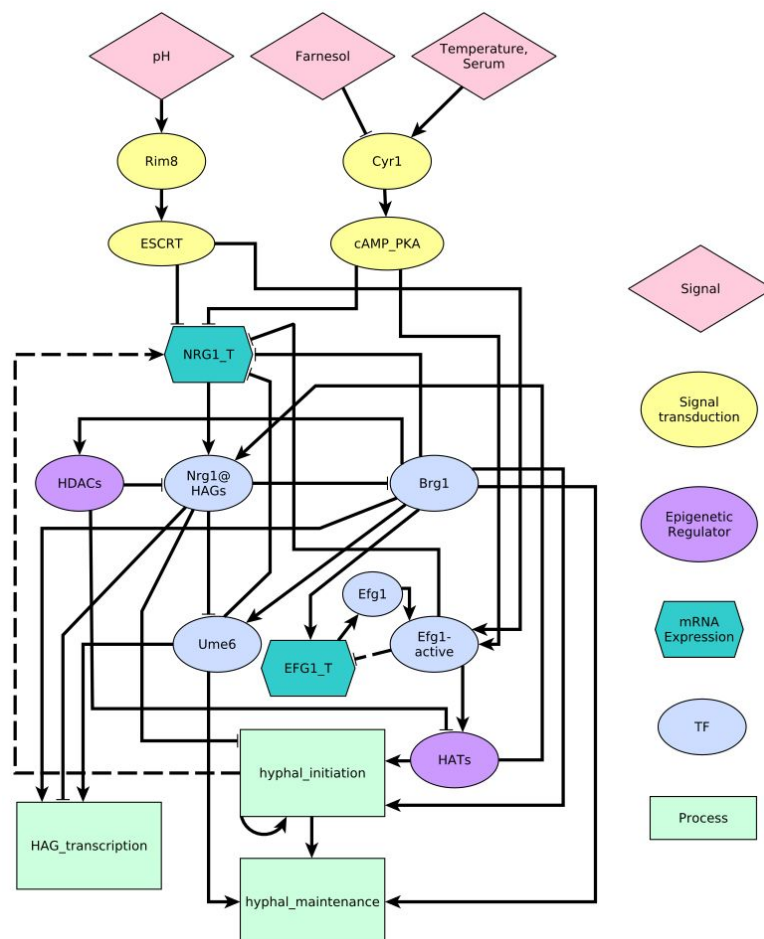 pH
Farnesol
Temperature,
Serum
Rim8
Cyr1
ESCRT
cAMP_PKA
Signal
NRG1_T
Signal
transduction
HDACs
Nrg1@
HAGs
Brg1
Epigenetic
Regulator
Efg1
mRNA
Expression
Ume6
EFG1_T
Efg1-
active
TF
hyphal_initiation
HATs
HAG_transcription
Process
hyphal_maintenance